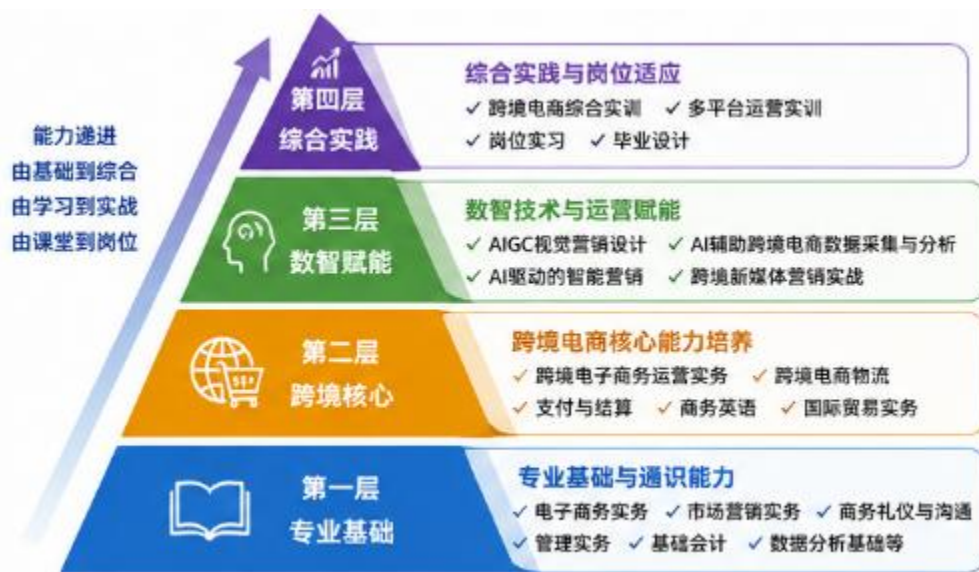 能力递进
由基础到综合
由学习到实战
由课堂到岗位
第四层
综合实践
综合实践与岗位适应
✓ 跨境电商综合实训 ✓ 多平台运营实训
✓ 岗位实习 ✓ 毕业设计
第三层
数智赋能
数智技术与运营赋能
✓ AIGC视觉营销设计 ✓ AI辅助跨境电商数据采集与分析
✓ AI驱动的智能营销 ✓ 跨境新媒体营销实战
第二层
跨境核心
跨境电商核心能力培养
✓ 跨境电子商务运营实务 ✓ 跨境电商物流
✓ 支付与结算 ✓ 商务英语 ✓ 国际贸易实务
第一层
专业基础
专业基础与通识能力
✓ 电子商务实务 ✓ 市场营销实务 ✓ 商务礼仪与沟通
✓ 管理实务 ✓ 基础会计 ✓ 数据分析基础等